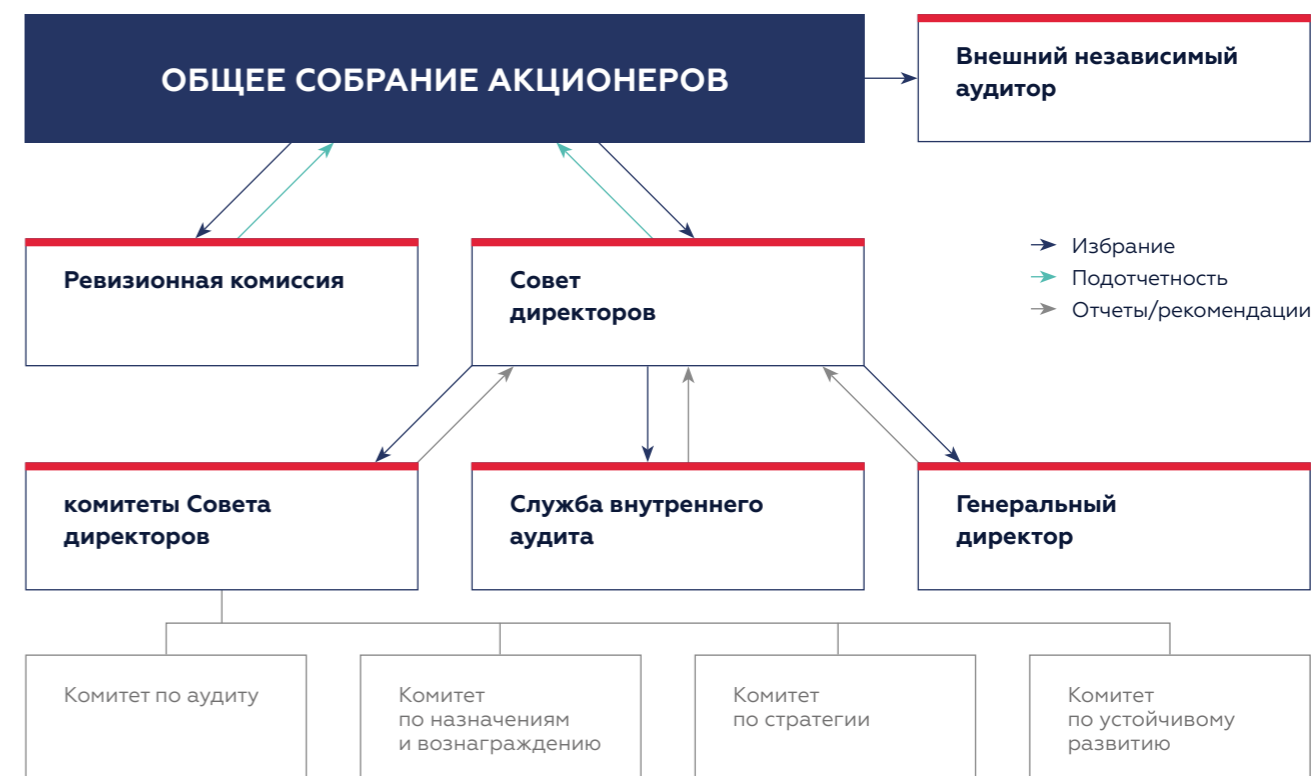 ОБЩЕЕ СОБРАНИЕ АКЦИОНЕРОВ
Внешний независимый
аудитор
Избрание
Подотчетность
Отчеты/рекомендации
Ревизионная комиссия
Совет
директоров
комитеты Совета
директоров
Служба внутреннего
аудита
Генеральный
директор
Комитет по аудиту
Комитет
по назначениям
и вознаграждению
Комитет
по стратегии
Комитет
по устойчивому
развитию